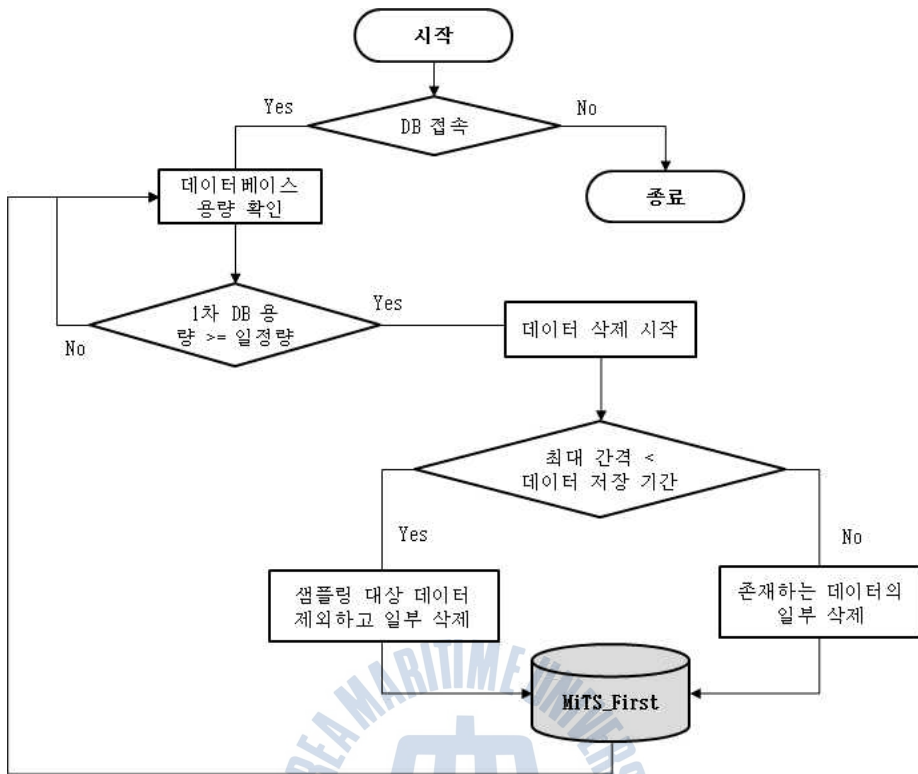 시작
Yes
DB 접속
No
데이터베이스
용량 확인
종료
1차 DB 용
량 >= 일정량
Yes
No
데이터 삭제 시작
최대 간격 <
데이터 저장 기간
Yes
No
샘플링 대상 데이터
제외하고 일부 삭제
존재하는 데이터의
일부 삭제
MiTS_First
REA MARITIME UNIVER